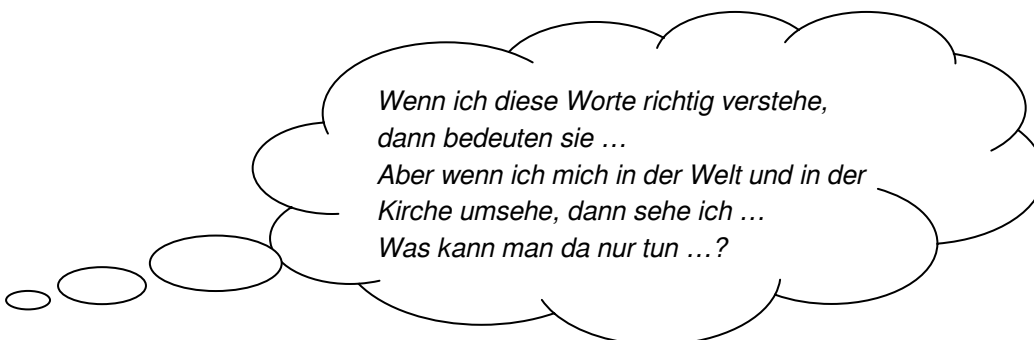 Wenn ich diese Worte richtig verstehe,
dann bedeuten sie …
Aber wenn ich mich in der Welt und in der
Kirche umsehe, dann sehe ich …
Was kann man da nur tun …?